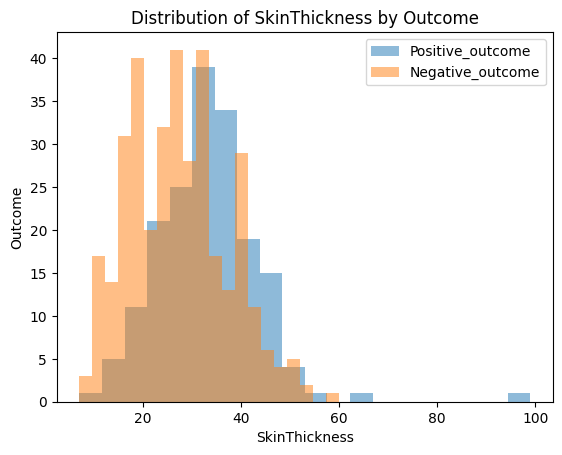 Distribution of SkinThickness by Outcome
Positive_outcome
Negative_outcome
Outcome
40
35
30
25
20
15
10
5
0
20
40
60
80
100
SkinThickness